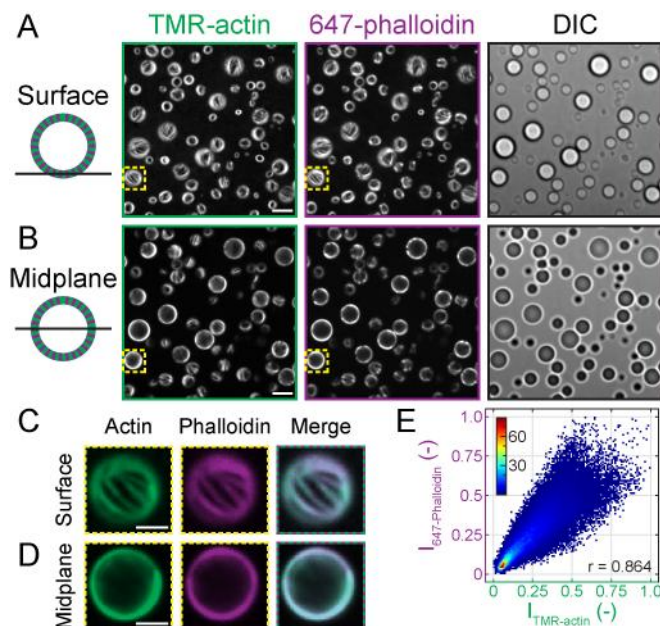 A
TMR-actin
647-phalloidin
DIC
Surface
B
Midplane
C
Actin
Phalloidin
Merge
Surface
D
Midplane
E
I647-Phalloidin (-)
1.0
0.75
0.5
0.25
0
60
30
r = 0.864
0
0.25
0.5
0.75
1.0
ITMR-actin (-)